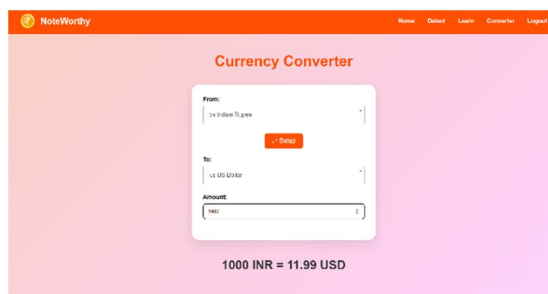 NoteWorthy
Home Detect Learn Converter Logout
Currency Converter
From:
Indian Rupee
Swap
To:
US Dollar
Amount:
1000
1000 INR = 11.99 USD